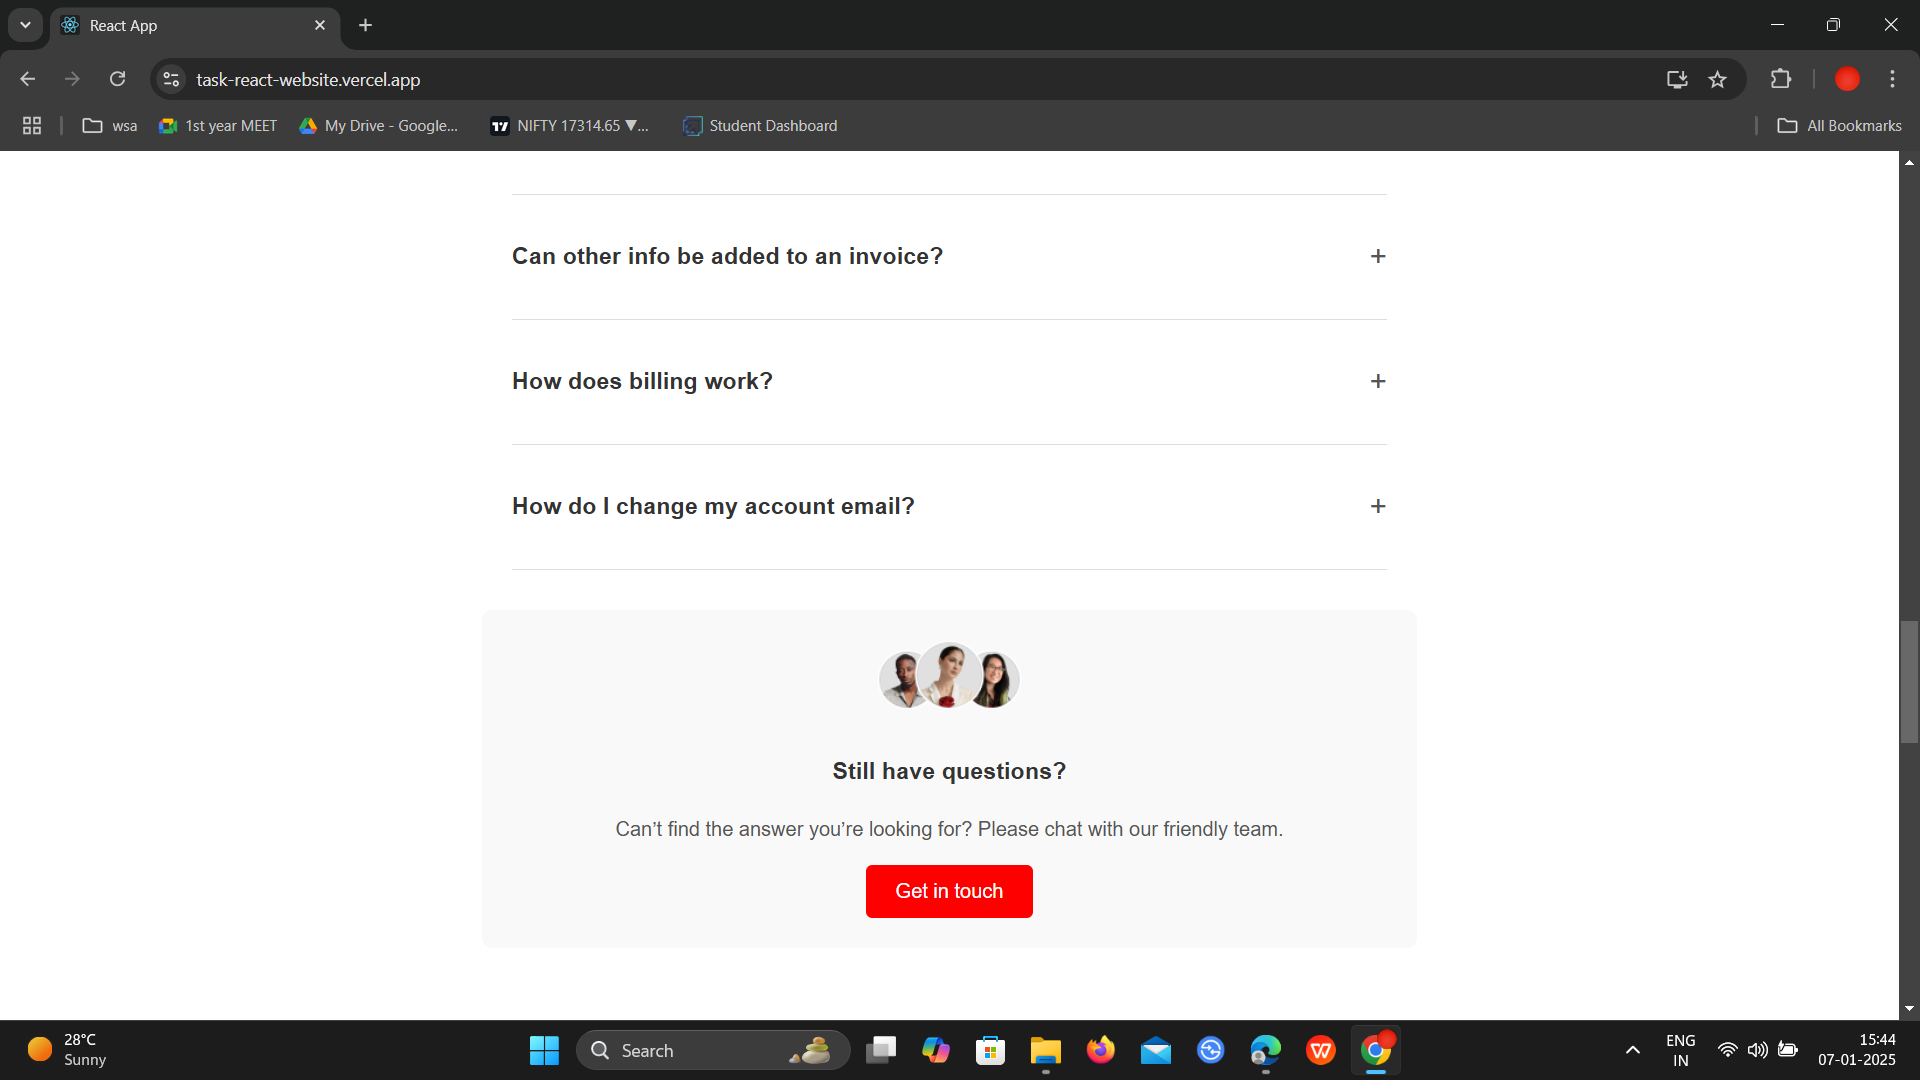 React App
task-react-website.vercel.app
wsa
1st year MEET
My Drive - Google...
NIFTY 17314.65 ▼...
Student Dashboard
All Bookmarks
Can other info be added to an invoice?
+
How does billing work?
+
How do I change my account email?
+
Still have questions?
Can’t find the answer you’re looking for? Please chat with our friendly team.
Get in touch
28°C
Sunny
Search
ENG
IN
15:44
07-01-2025